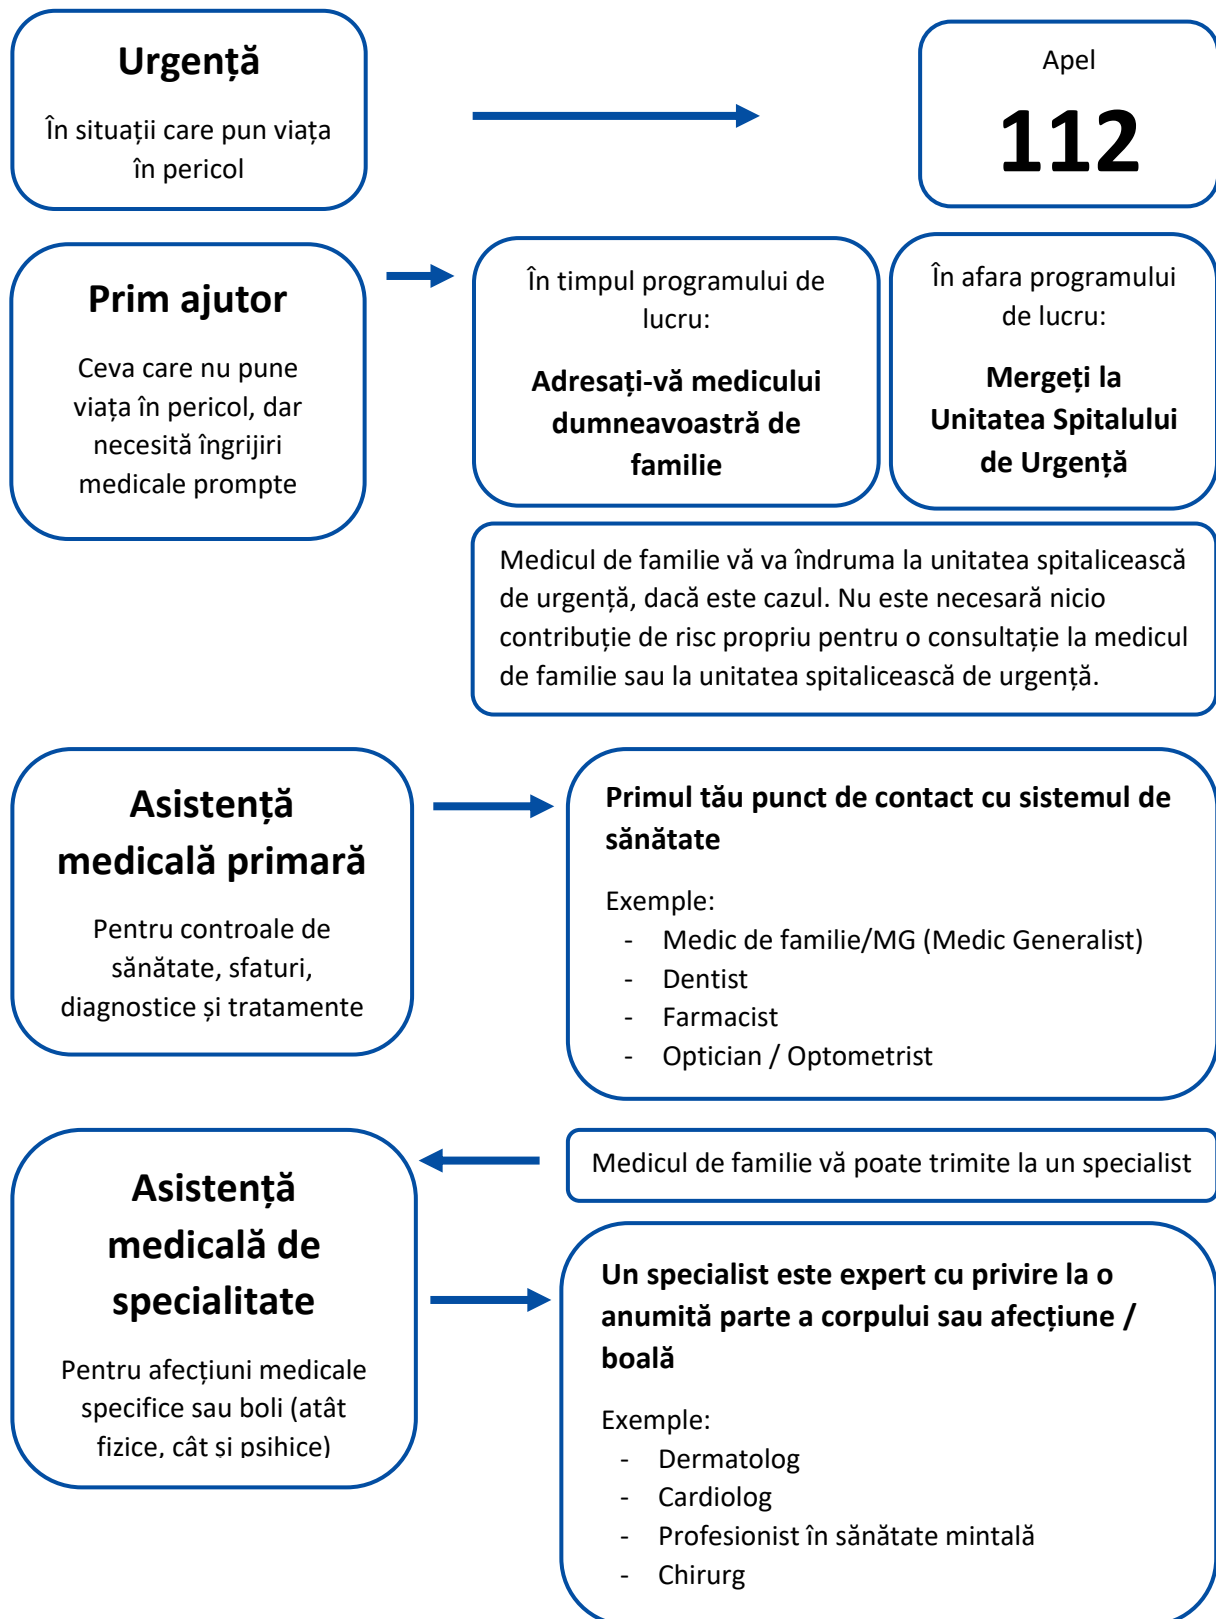 Urgență
În situații care pun viața
în pericol
Apel
112
Prim ajutor
Ceva care nu pune
viața în pericol, dar
necesită îngrijiri
medicale prompte
În timpul programului de
lucru:
Adresați-vă medicului
dumneavoastră de
familie
În afara programului
de lucru:
Mergeți la
Unitatea Spitalului
de Urgență
Medicul de familie vă va îndruma la unitatea spitalicească
de urgență, dacă este cazul. Nu este necesară nicio
contribuție de risc propriu pentru o consultație la medicul
de familie sau la unitatea spitalicească de urgență.
Asistență
medicală primară
Pentru controale de
sănătate, sfaturi,
diagnostice și tratamente
Primul tău punct de contact cu sistemul de
sănătate
Exemple:
- Medic de familie/MG (Medic Generalist)
- Dentist
- Farmacist
- Optician / Optometrist
Medicul de familie vă poate trimite la un specialist
Asistență
medicală de
specialitate
Pentru afecțiuni medicale
specifice sau boli (atât
fizice, cât și psihice)
Un specialist este expert cu privire la o
anumită parte a corpului sau afecțiune /
boală
Exemple:
- Dermatolog
- Cardiolog
- Profesionist în sănătate mintală
- Chirurg